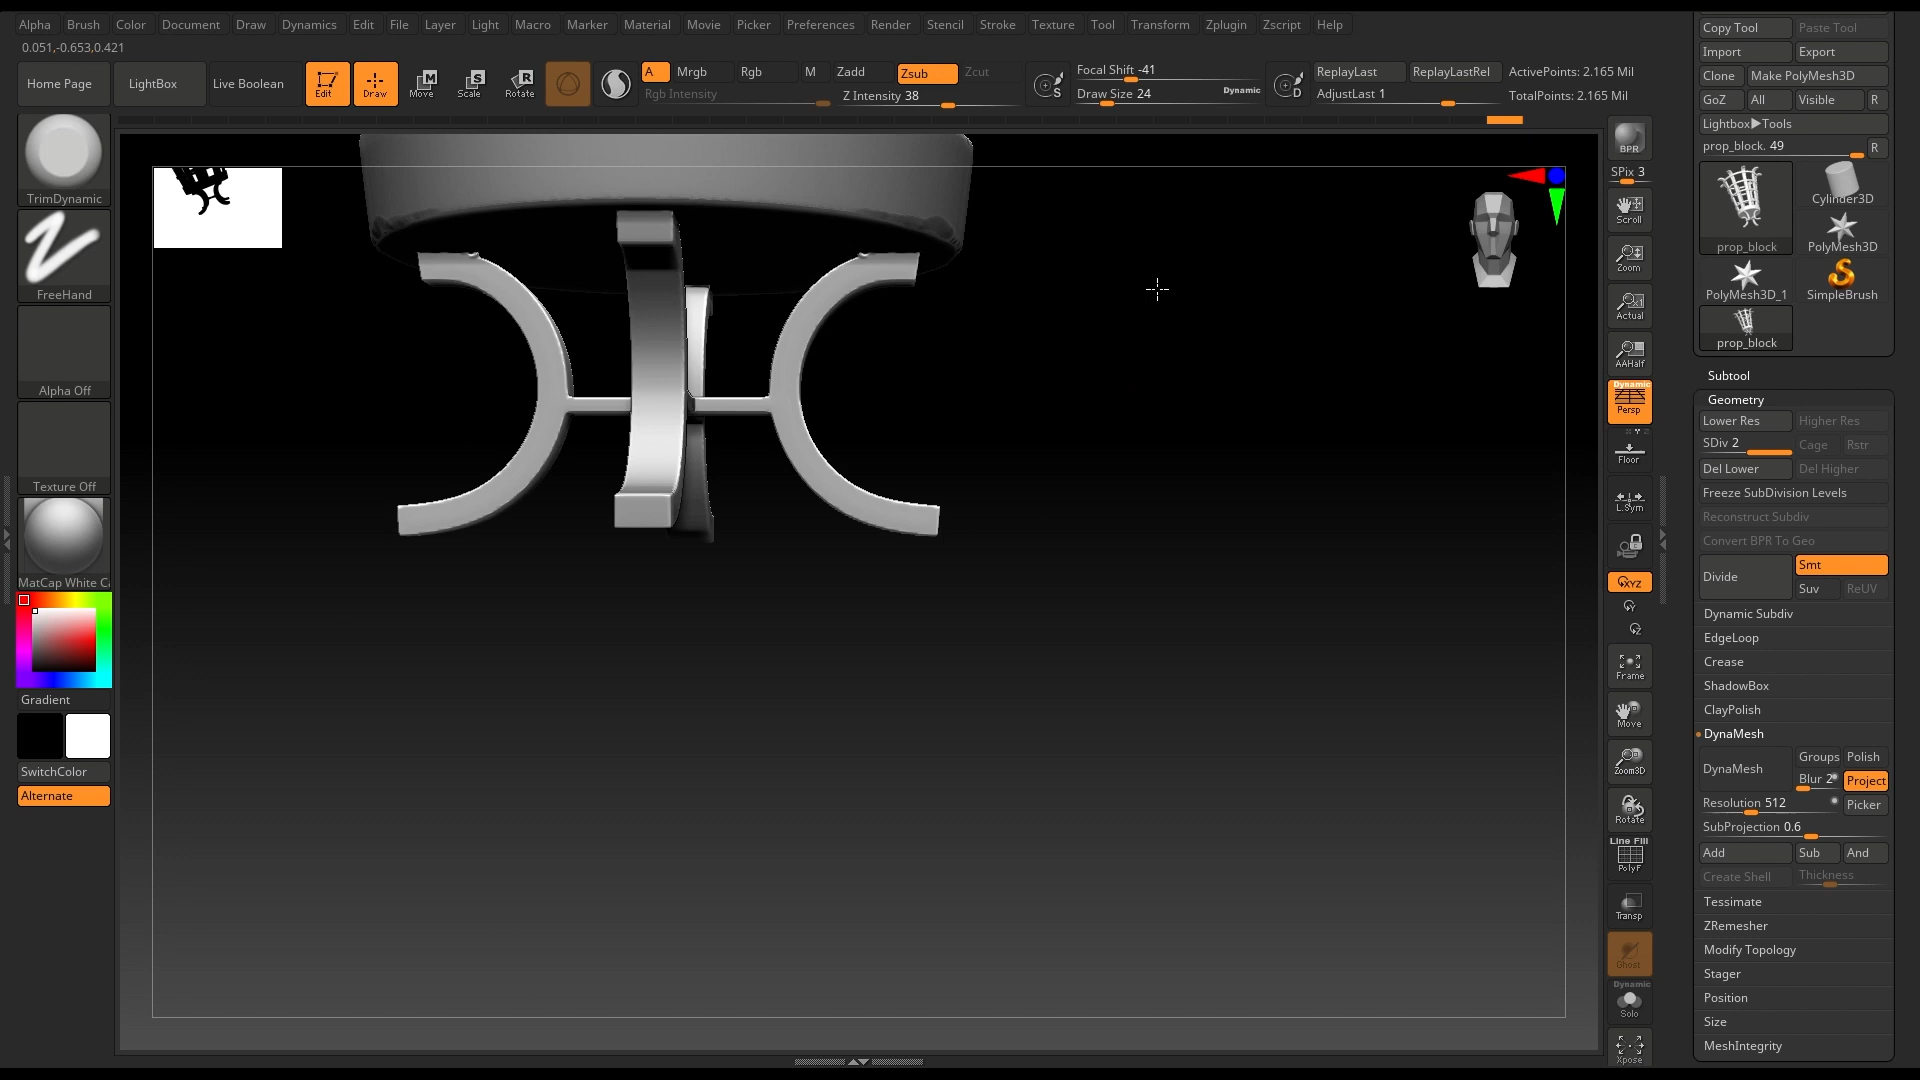 Alpha Brush Color Document Draw Dynamics Edit File Layer Light Macro Marker Material Movie Picker Preferences Render Stencil Stroke Texture Tool Transform Zplugin Zscript Help
0.051,-0.653,0.421
Home Page
LightBox
Live Boolean
Edit
Draw
Move
Scale
Rotate
A
Mrgb
Rgb
M
Zadd
Zsub
Zcut
Rgb Intensity
Z Intensity 38
Focal Shift -41
Draw Size 24
Dynamic
ReplayLast
ReplayLastRel
AdjustLast 1
ActivePoints: 2.165 Mil
TotalPoints: 2.165 Mil
TrimDynamic
FreeHand
Alpha Off
Texture Off
MatCap White C
Gradient
SwitchColor
Alternate
BPR
SPix 3
Scroll
Zoom
Actual
AAHalf
Dynamic
Persp
Floor
L.Sym
XYZ
Frame
Move
Zoom3D
Rotate
Line Fill
PolyF
Transp
Ghost
Dynamic
Solo
Xpose
Copy Tool Paste Tool
Import Export
Clone Make PolyMesh3D
GoZ All Visible R
Lightbox▶Tools
prop_block. 49 R
prop_block
Cylinder3D
PolyMesh3D
PolyMesh3D_1
SimpleBrush
prop_block
Subtool
Geometry
Lower Res Higher Res
SDiv 2 Cage Rstr
Del Lower Del Higher
Freeze SubDivision Levels
Reconstruct Subdiv
Convert BPR To Geo
Divide
Smt
Suv ReUV
Dynamic Subdiv
EdgeLoop
Crease
ShadowBox
ClayPolish
DynaMesh
DynaMesh
Groups Polish
Blur 2 Project
Resolution 512 Picker
SubProjection 0.6
Add Sub And
Create Shell Thickness
Tessimate
ZRemesher
Modify Topology
Stager
Position
Size
MeshIntegrity